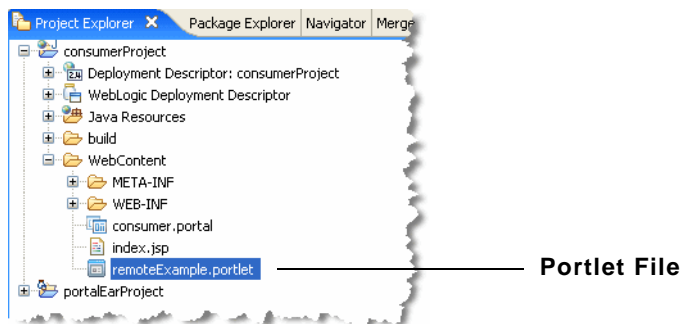 Project Explorer Package Explorer Navigator Merge
consumerProject
Deployment Descriptor: consumerProject
WebLogic Deployment Descriptor
Java Resources
build
WebContent
META-INF
WEB-INF
consumer.portal
index.jsp
remoteExample.portlet Portlet File
portalEarProject